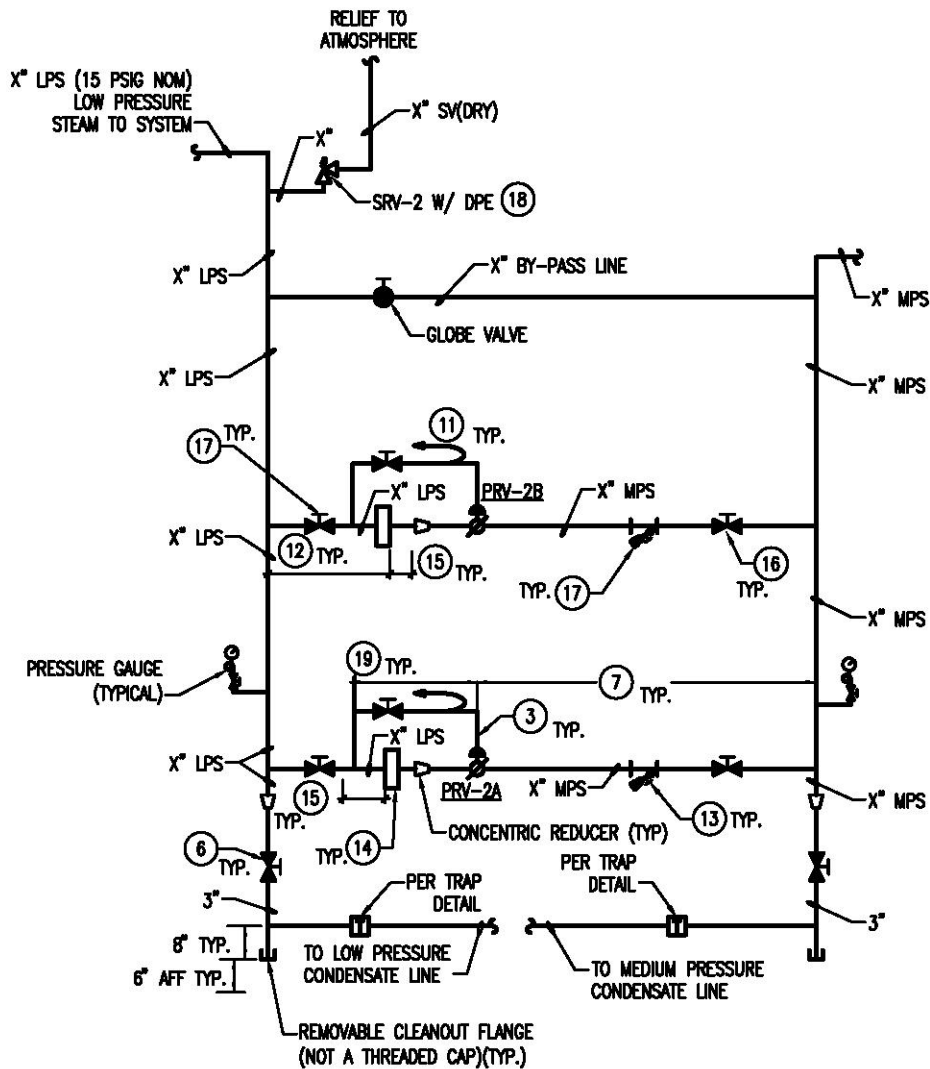 RELIEF TO
ATMOSPHERE
X" LPS (15 PSIG NOM)
LOW PRESSURE
STEAM TO SYSTEM
X" SV(DRY)
X"
SRV-2 W/ DPE 18
X" LPS
X" BY-PASS LINE
X" MPS
GLOBE VALVE
X" LPS
X" MPS
17 TYP.
11 TYP.
PRV-2B
X" LPS
X" MPS
X" LPS
12 TYP.
15 TYP.
TYP. 17
16
TYP.
X" MPS
PRESSURE GAUGE
(TYPICAL)
19 TYP.
7 TYP.
3
TYP.
X" LPS
X" LPS
PRV-2A
X" MPS
X" MPS
15
TYP.
13 TYP.
CONCENTRIC REDUCER (TYP)
TYP. 14
6
TYP.
PER TRAP
DETAIL
PER TRAP
DETAIL
3"
3"
8" TYP.
TO LOW PRESSURE
CONDENSATE LINE
TO MEDIUM PRESSURE
CONDENSATE LINE
6" AFF TYP.
REMOVABLE CLEANOUT FLANGE
(NOT A THREADED CAP)(TYP.)